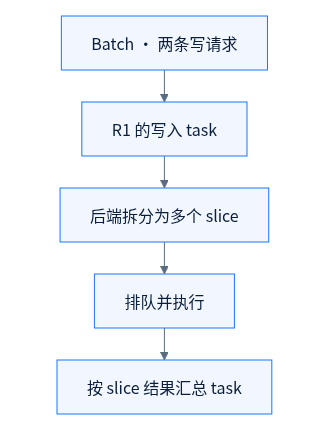 Batch · 两条写请求
R1 的写入 task
后端拆分为多个 slice
排队并执行
按 slice 结果汇总 task